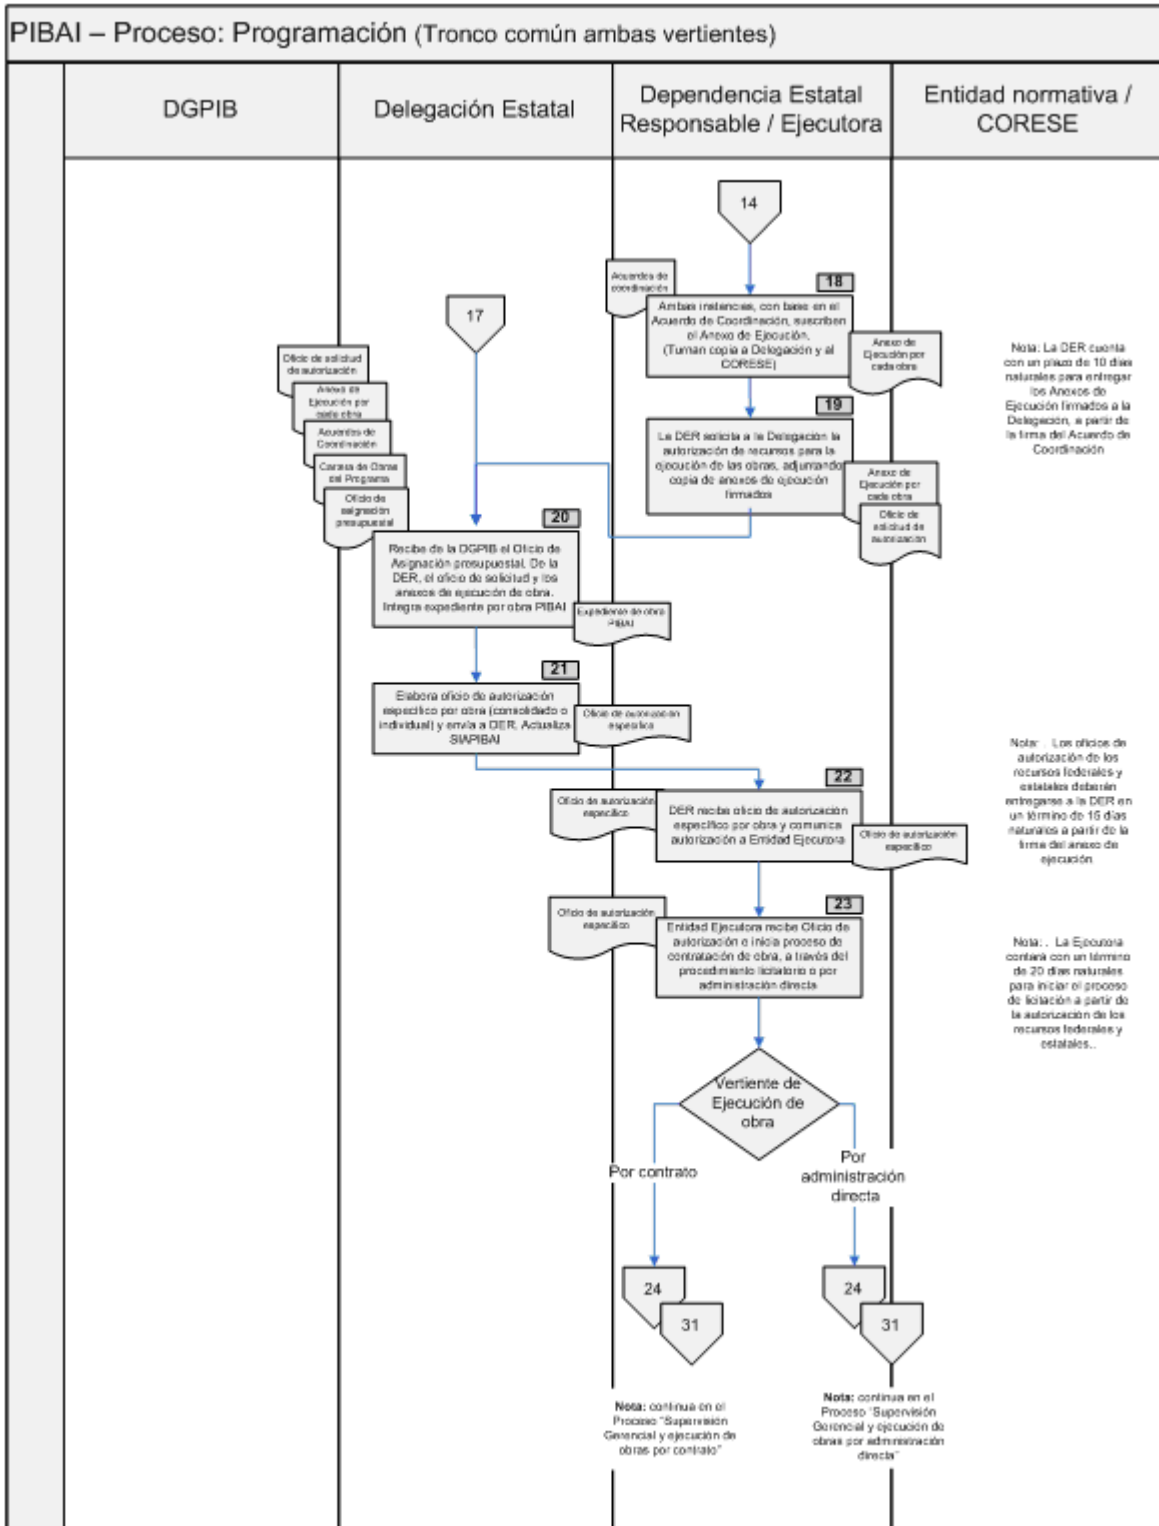 PIBAI – Proceso: Programación (Tronco común ambas vertientes)
DGPIB
Delegación Estatal
Dependencia Estatal
Responsable / Ejecutora
Entidad normativa /
CORESE
14
Acuerdos de
coordinación
18
Ambas instancias, con base en el
Acuerdo de Coordinación, suscriben
el Anexo de Ejecución.
(Turnan copia a Delegación y al
CORESE)
Anexo de
Ejecución por
cada obra
Nota: La DER cuenta
con un plazo de 10 días
naturales para entregar
los Anexos de
Ejecución firmados a la
Delegación, a partir de
la firma del Acuerdo de
Coordinación
17
Oficio de solicitud
de autorización
Anexo de
Ejecución por
cada obra
Acuerdos de
Coordinación
Cartera de Obras
del Programa
Oficio de
asignación
presupuestal
19
La DER solicita a la Delegación la
autorización de recursos para la
ejecución de las obras, adjuntando
copia de anexos de ejecución
firmados
Anexo de
Ejecución por
cada obra
Oficio de
solicitud de
autorización
20
Recibe de la DGPIB el Oficio de
Asignación presupuestal. De la
DER, el oficio de solicitud y los
anexos de ejecución de obra.
Integra expediente por obra PIBAI
Expediente de obra
PIBAI
21
Elabora oficio de autorización
específico por obra (consolidado o
individual) y envía a DER. Actualiza
SIAPIBAI
Oficio de autorización
específico
22
Oficio de autorización
específico
DER recibe oficio de autorización
específico por obra y comunica
autorización a Entidad Ejecutora
Oficio de autorización
específico
Nota: . Los oficios de
autorización de los
recursos federales y
estatales deberán
entregarse a la DER en
un término de 15 días
naturales a partir de la
firma del anexo de
ejecución.
23
Oficio de autorización
específico
Entidad Ejecutora recibe Oficio de
autorización e inicia proceso de
contratación de obra, a través del
procedimiento licitatorio o por
administración directa
Nota: . La Ejecutora
contará con un término
de 20 días naturales
para iniciar el proceso
de licitación a partir de
la autorización de los
recursos federales y
estatales..
Vertiente de
Ejecución de
obra
Por contrato
Por
administración
directa
24
31
24
31
Nota: continua en el
Proceso "Supervisión
Gerencial y ejecución de
obras por contrato"
Nota: continua en el
Proceso "Supervisión
Gerencial y ejecución de
obras por administración
directa"